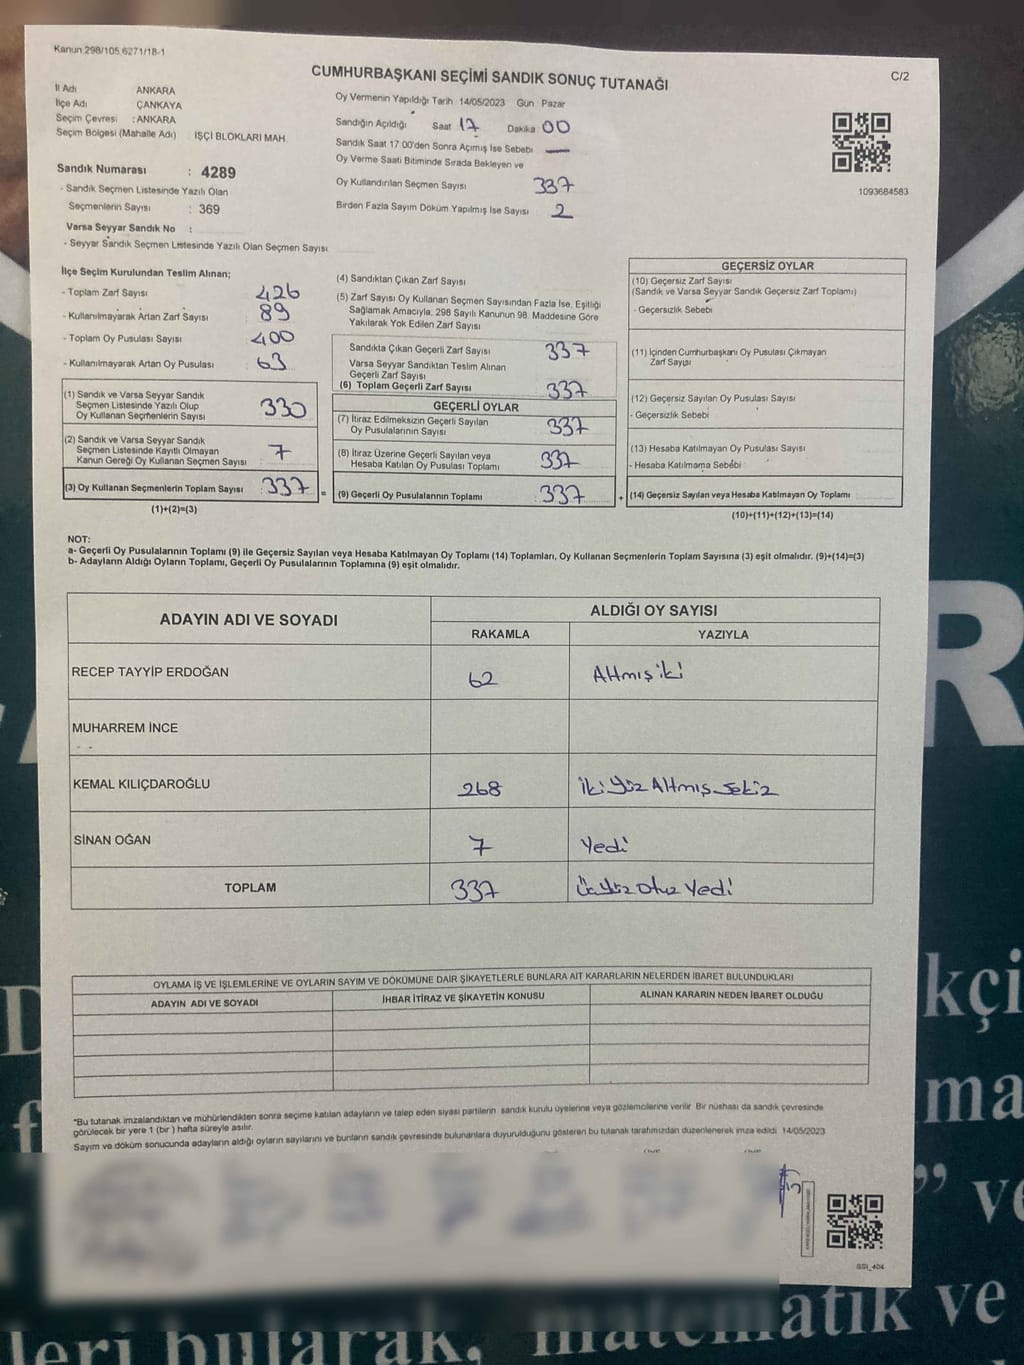 Kanun:298/105,6271/18-1
CUMHURBAŞKANI SEÇİMİ SANDIK SONUÇ TUTANAĞI
C/2
İl Adı ANKARA
İlçe Adı ÇANKAYA
Seçim Çevresi :ANKARA
Seçim Bölgesi (Mahalle Adı) İŞÇİ BLOKLARI MAH
Sandık Numarası : 4289
- Sandık Seçmen Listesinde Yazılı Olan
Seçmenlerin Sayısı : 369
Varsa Seyyar Sandık No :
- Seyyar Sandık Seçmen Listesinde Yazılı Olan Seçmen Sayısı
Oy Vermenin Yapıldığı Tarih 14/05/2023 Gün Pazar
Sandığın Açıldığı Saat 17 Dakika 00
Sandık Saat 17 00'den Sonra Açmış İse Sebebi —
Oy Verme Saati Bitiminde Sırada Bekleyen ve
Oy Kullandırılan Seçmen Sayısı 337
Birden Fazla Sayım Döküm Yapılmış İse Sayısı 2
1093684583
İlçe Seçim Kurulundan Teslim Alınan;
- Toplam Zarf Sayısı 426
- Kullanılmayarak Artan Zarf Sayısı : 89
- Toplam Oy Pusulası Sayısı 400
- Kullanılmayarak Artan Oy Pusulası : 63
(1) Sandık ve Varsa Seyyar Sandık
Seçmen Listesinde Yazılı Olup
Oy Kullanan Seçmenlerin Sayısı 330
(2) Sandık ve Varsa Seyyar Sandık
Seçmen Listesinde Kayıtlı Olmayan
Kanun Gereği Oy Kullanan Seçmen Sayısı 7
(3) Oy Kullanan Seçmenlerin Toplam Sayısı : 337 =
(1)+(2)=(3)
(4) Sandıktan Çıkan Zarf Sayısı
(5) Zarf Sayısı Oy Kullanan Seçmen Sayısından Fazla İse, Eşitliği
Sağlamak Amacıyla, 298 Sayılı Kanunun 98. Maddesine Göre
Yakılarak Yok Edilen Zarf Sayısı
Sandıkta Çıkan Geçerli Zarf Sayısı 337
Varsa Seyyar Sandıktan Teslim Alınan
Geçerli Zarf Sayısı
(6) Toplam Geçerli Zarf Sayısı 337
GEÇERLİ OYLAR
(7) İtiraz Edilmeksizin Geçerli Sayılan
Oy Pusulalarının Sayısı 337
(8) İtiraz Üzerine Geçerli Sayılan veya
Hesaba Katılan Oy Pusulası Toplamı 337
(9) Geçerli Oy Pusulalarının Toplamı 337 +
GEÇERSİZ OYLAR
(10) Geçersiz Zarf Sayısı
(Sandık ve Varsa Seyyar Sandık Geçersiz Zarf Toplamı)
- Geçersizlik Sebebi
(11) İçinden Cumhurbaşkanı Oy Pusulası Çıkmayan
Zarf Sayısı
(12) Geçersiz Sayılan Oy Pusulası Sayısı
- Geçersizlik Sebebi
(13) Hesaba Katılmayan Oy Pusulası Sayısı
- Hesaba Katılmama Sebebi
(14) Geçersiz Sayılan veya Hesaba Katılmayan Oy Toplamı
(10)+(11)+(12)+(13)=(14)
NOT:
a- Geçerli Oy Pusulalarının Toplamı (9) ile Geçersiz Sayılan veya Hesaba Katılmayan Oy Toplamı (14) Toplamları, Oy Kullanan Seçmenlerin Toplam Sayısına (3) eşit olmalıdır. (9)+(14)=(3)
b- Adayların Aldığı Oyların Toplamı, Geçerli Oy Pusulalarının Toplamına (9) eşit olmalıdır.
ADAYIN ADI VE SOYADI ALDIĞI OY SAYISI
RAKAMLA YAZIYLA
RECEP TAYYİP ERDOĞAN 62 Altmış iki
MUHARREM İNCE
KEMAL KILIÇDAROĞLU 268 İki Yüz Altmış Sekiz
SİNAN OĞAN 7 Yedi
TOPLAM 337 Üç Yüz Otuz Yedi
OYLAMA İŞ VE İŞLEMLERİNE VE OYLARIN SAYIM VE DÖKÜMÜNE DAİR ŞİKAYETLERLE BUNLARA AİT KARARLARIN NELERDEN İBARET BULUNDUKLARI
ADAYIN ADI VE SOYADI İHBAR İTİRAZ VE ŞİKAYETİN KONUSU ALINAN KARARIN NEDEN İBARET OLDUĞU
"Bu tutanak imzalandıktan ve mühürlendikten sonra seçime katılan adayların ve talep eden siyasi partilerin sandık kurulu üyelerine veya gözlemcilerine verilir Bir nüshası da sandık çevresinde
görülecek bir yere 1 (bir ) hafta süreyle asılır.
Sayım ve döküm sonucunda adayların aldığı oyların sayılarını ve bunların sandık çevresinde bulunanlara duyurulduğunu gösteren bu tutanak tarafımızdan düzenlenerek imza edildi 14/05/2023
SSI_404
R
kçi
ma
” ve
leri bularak, matematik ve